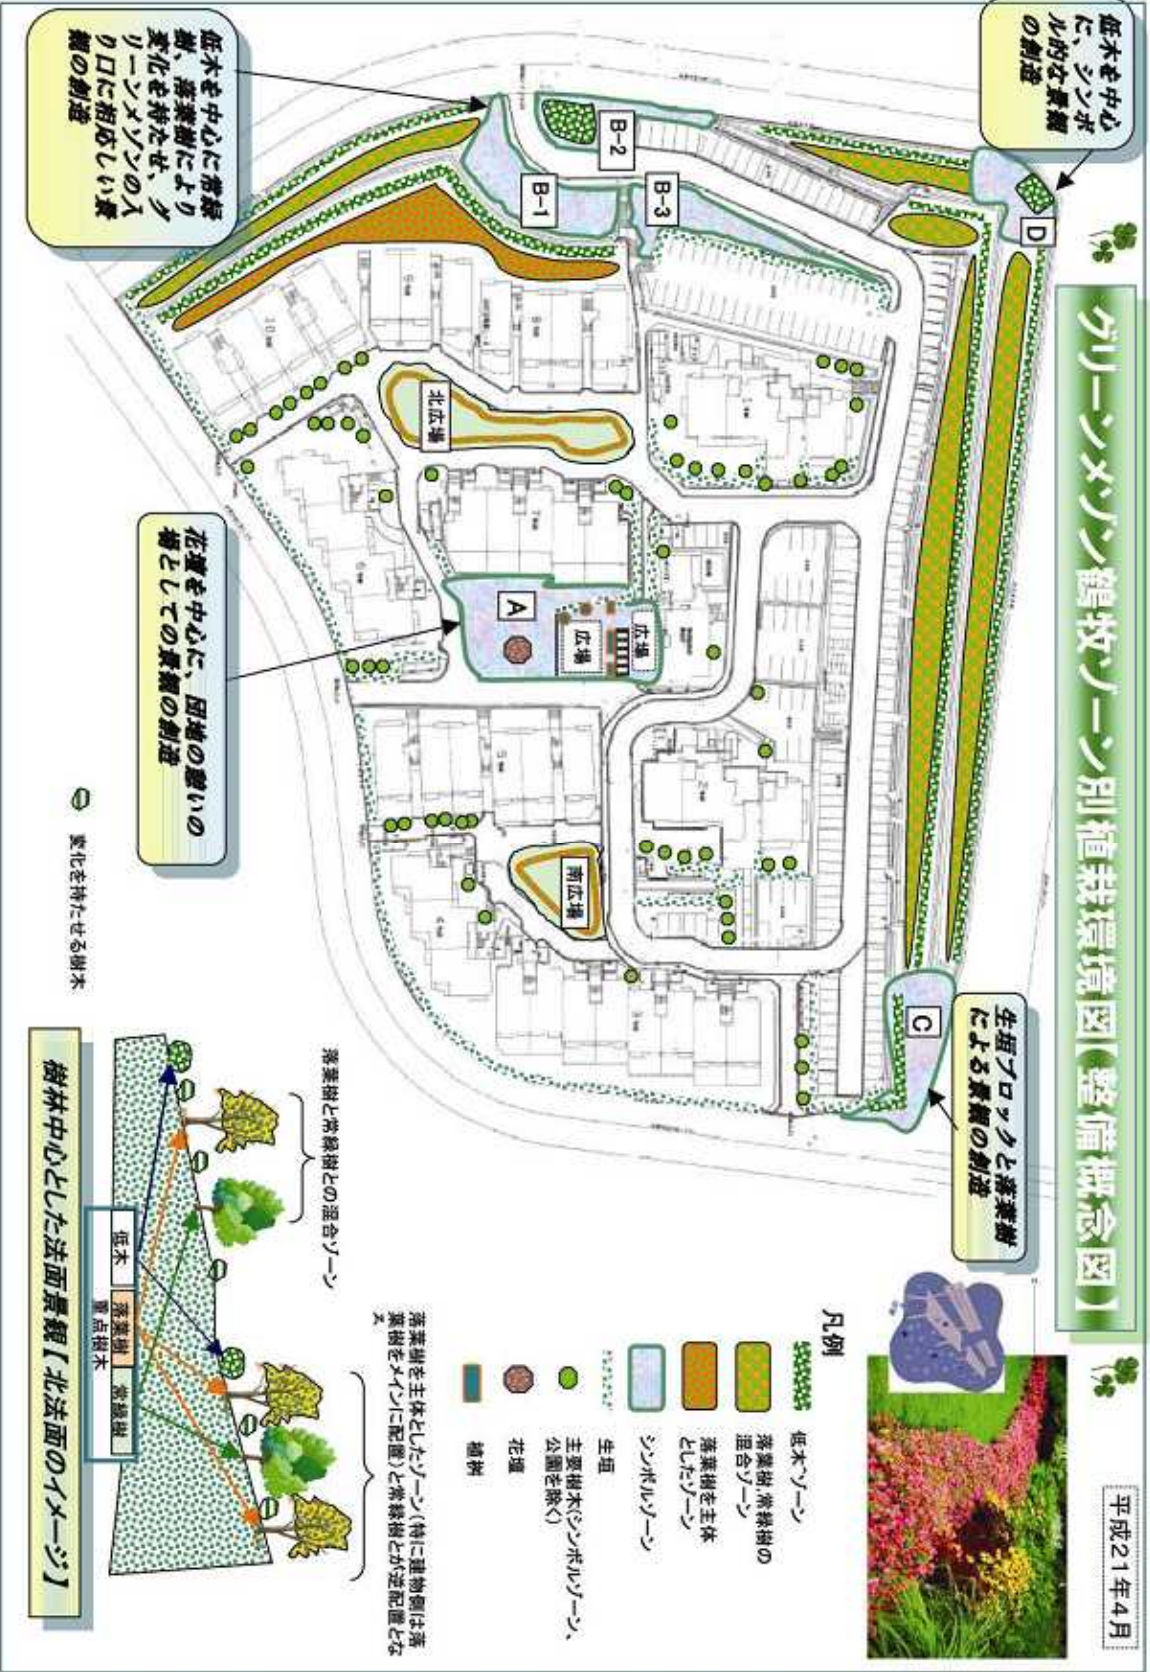 グリーンメゾン鶴牧ゾーン別植栽環境図【整備概念図】
平成21年4月
低木を中心
に、シンボ
ル的な景観
の創造
低木を中心に常緑
樹、落葉樹により
変化を持たせ、グ
リーンメゾンの入
り口に相応しい景
観の創造
生垣ブロックと落葉樹
による景観の創造
花壇を中心に、団地の憩いの
場としての景観の創造
D
B-2
B-1
B-3
C
A
広場
広場
北広場
南広場
凡例
低木ゾーン
落葉樹、常緑樹の
混合ゾーン
落葉樹を主体
としたゾーン
シンボルゾーン
生垣
主要樹木(シンボルゾーン、
公園を除く)
花壇
植桝
変化を持たせる樹木
落葉樹と常緑樹との混合ゾーン
落葉樹を主体としたゾーン(特に建物側は落
葉樹をメインに配置)と常緑樹とが逆配置とな
ス
低木
落葉樹
常緑樹
重点樹木
樹林中心とした法面景観【北法面のイメージ】